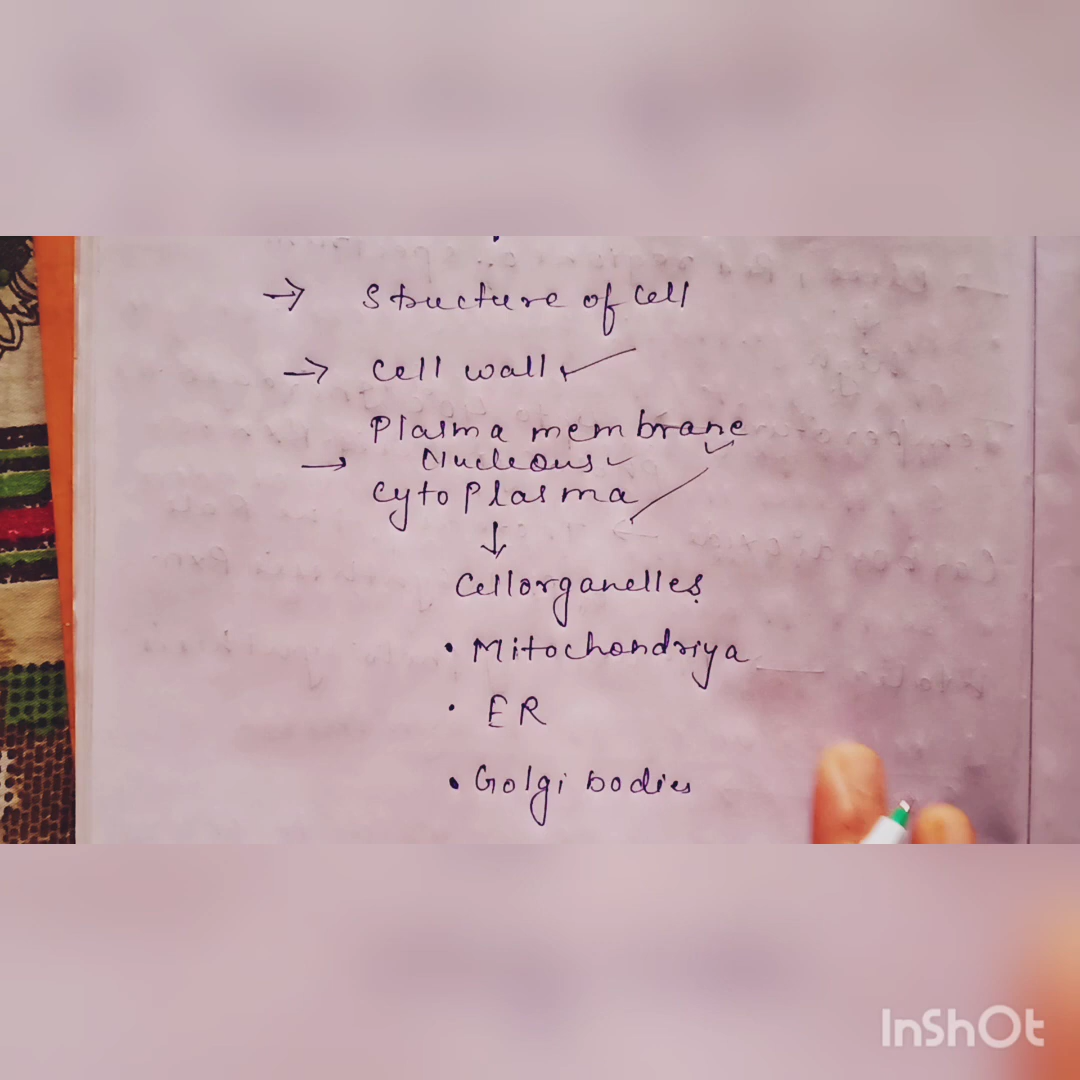 → Structure of cell
→ Cell wall ✓
Plasma membrane ✓
→ Nucleous ✓
Cytoplasma
↓
Cellorganelles
• Mitochondriya
• ER
• Golgi bodies
InShOt